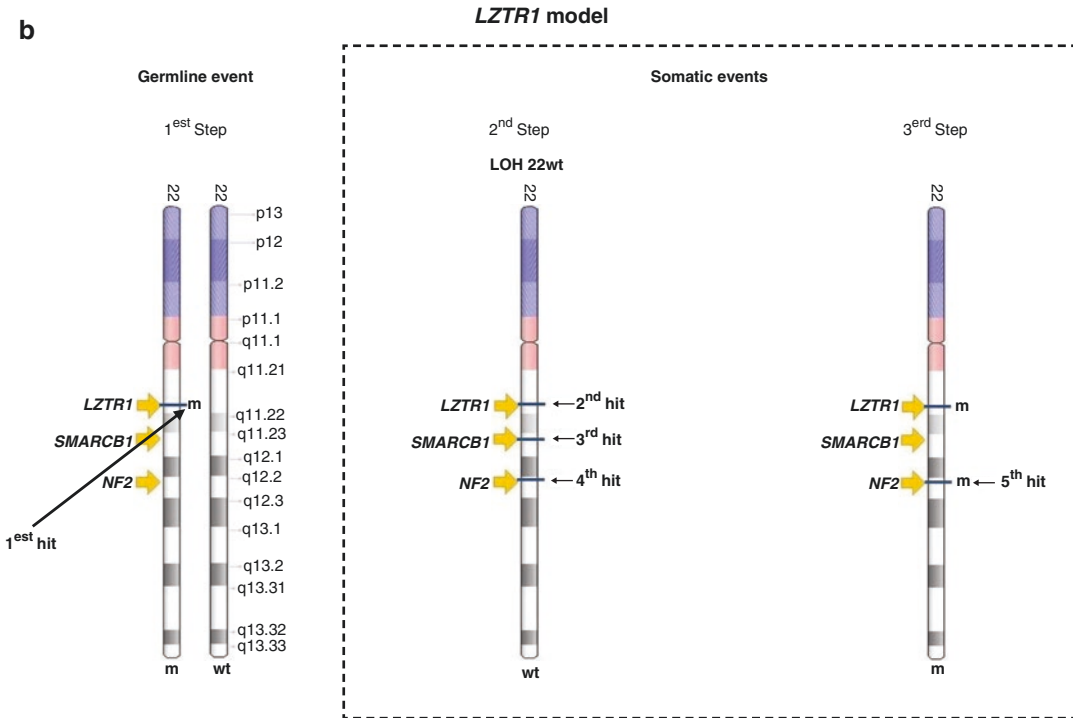 b
LZTR1 model
Germline event
Somatic events
1est Step
2nd Step
3erd Step
LOH 22wt
22
22
p13
p12
p11.2
p11.1
q11.1
q11.21
q11.22
q11.23
q12.1
q12.2
q12.3
q13.1
q13.2
q13.31
q13.32
q13.33
LZTR1
m
SMARCB1
NF2
1est hit
m
wt
22
LZTR1
2nd hit
SMARCB1
3rd hit
NF2
4th hit
wt
22
LZTR1
m
SMARCB1
NF2
m
5th hit
m